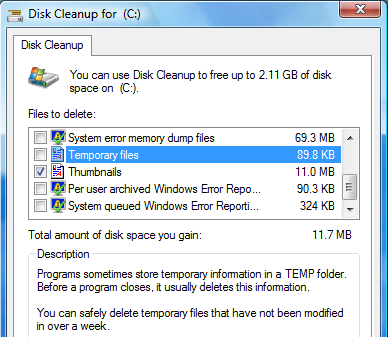 Disk Cleanup for (C:)
Disk Cleanup
You can use Disk Cleanup to free up to 2.11 GB of disk
space on (C:).
Files to delete:
System error memory dump files 69.3 MB
Temporary files 89.8 KB
Thumbnails 11.0 MB
Per user archived Windows Error Repo... 90.3 KB
System queued Windows Error Reporti... 324 KB
Total amount of disk space you gain: 11.7 MB
Description
Programs sometimes store temporary information in a TEMP folder.
Before a program closes, it usually deletes this information.
You can safely delete temporary files that have not been modified
in over a week.